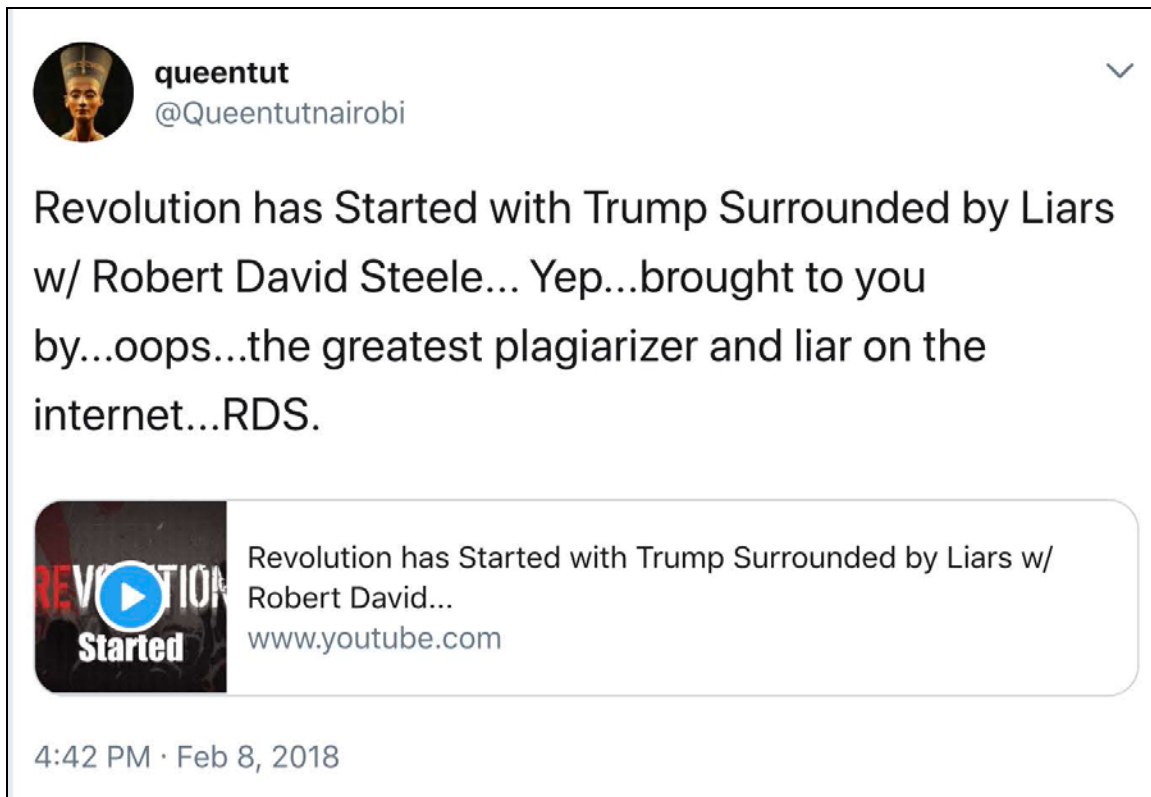 queentut
@Queentutnairobi
Revolution has Started with Trump Surrounded by Liars
w/ Robert David Steele... Yep...brought to you
by...oops...the greatest plagiarizer and liar on the
internet...RDS.
Revolution has Started with Trump Surrounded by Liars w/
Robert David...
www.youtube.com
Started
4:42 PM · Feb 8, 2018